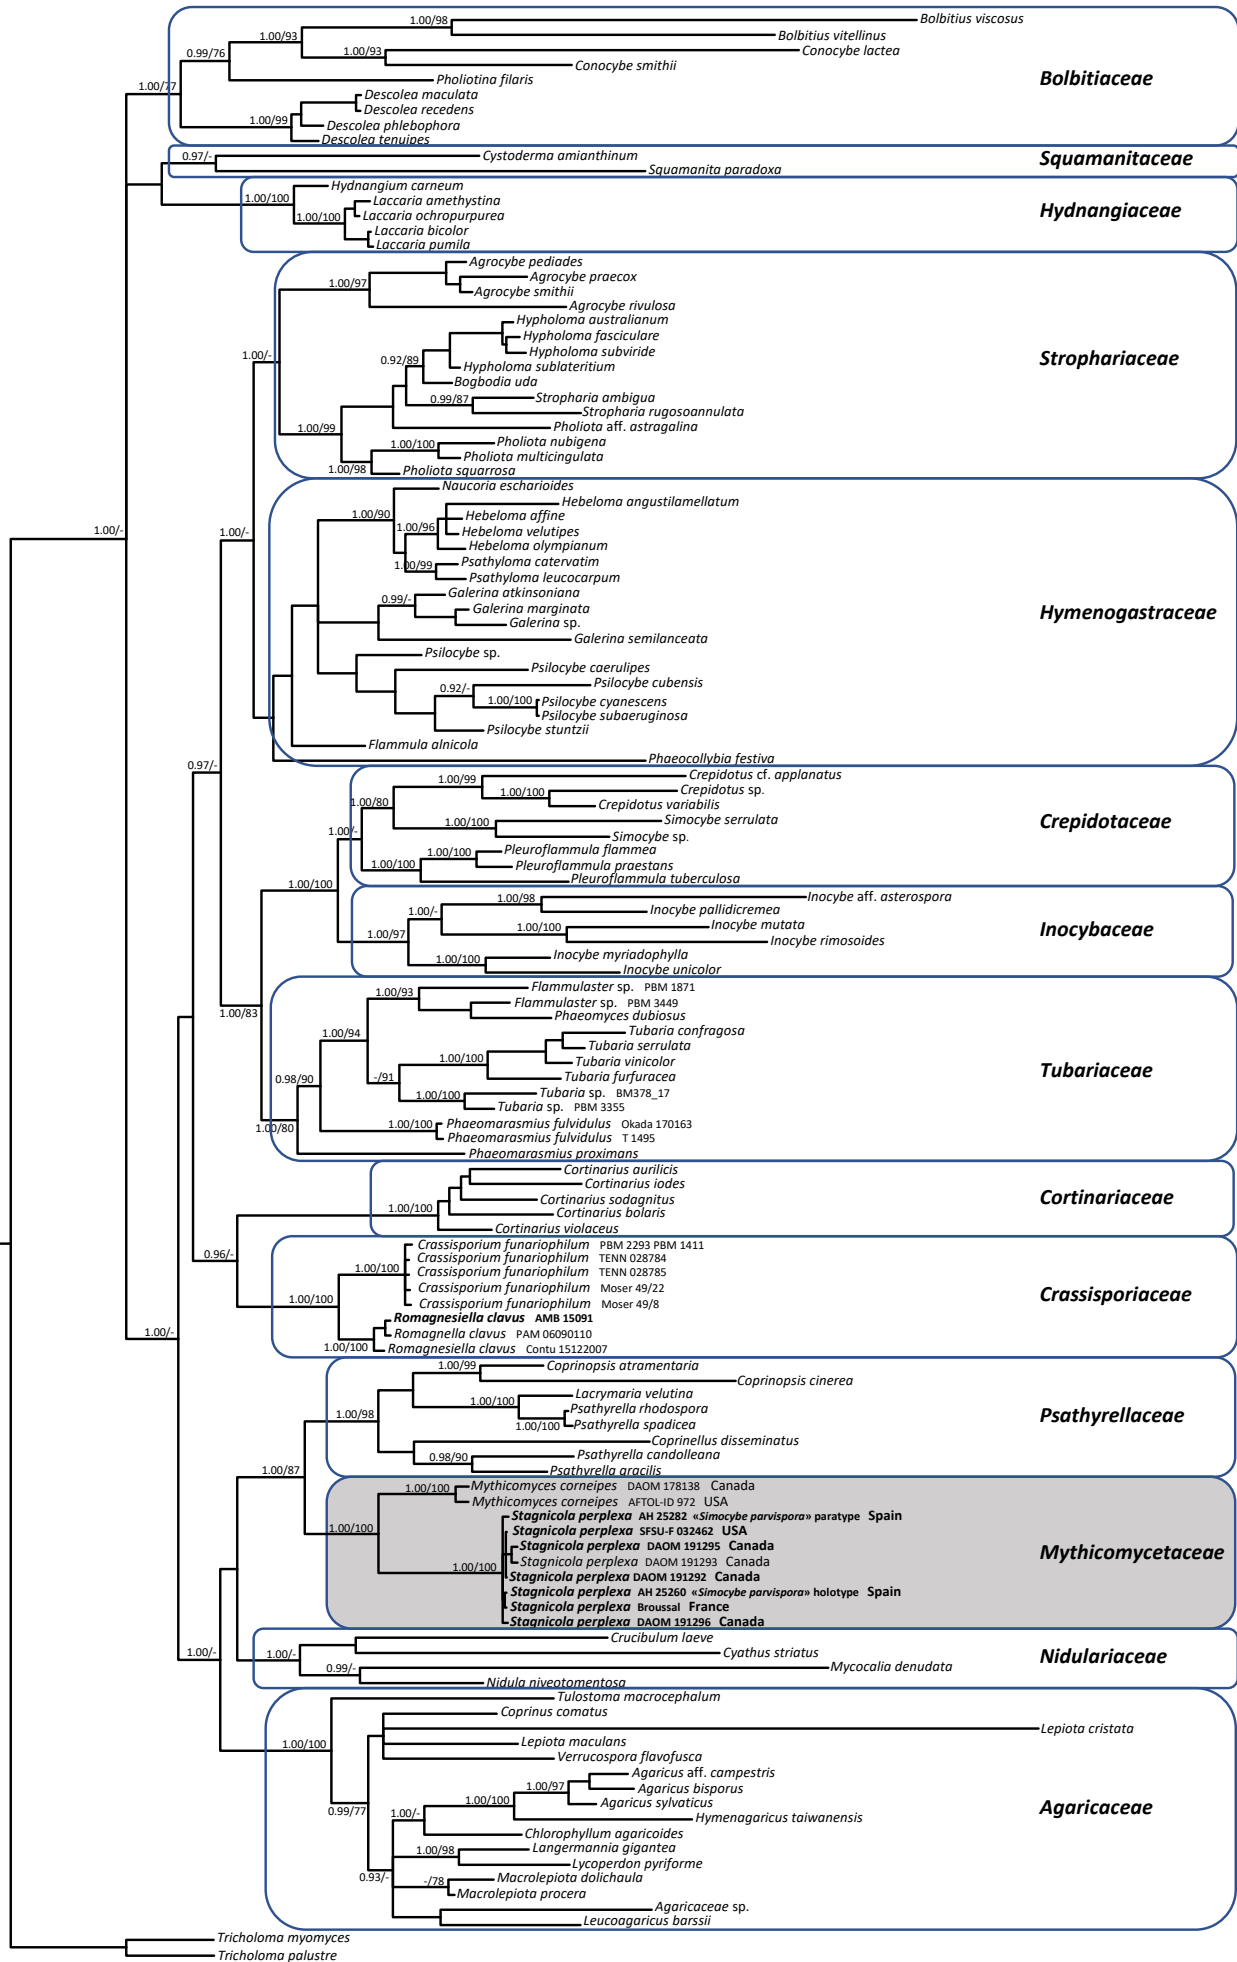 1.00/98
Bolbitius viscosus
1.00/93
Bolbitius vitellinus
0.99/76
Conocybe lactea
1.00/93
Conocybe smithii
Bolbitiaceae
1.00/77
Pholiotina filaris
Descolea maculata
Descolea recedens
1.00/99
Descolea phlebophora
Descolea tenuipes
0.97/-
Cystoderma amianthinum
Squamanitaceae
Squamanita paradoxa
Hydnangium carneum
1.00/100
Laccaria amethystina
Laccaria ochropurpurea
Hydnangiaceae
1.00/100
Laccaria bicolor
Laccaria pumila
Agrocybe pediades
1.00/97
Agrocybe praecox
Agrocybe smithii
Agrocybe rivulosa
Hypholoma australianum
Hypholoma fasciculare
1.00/-
Hypholoma subviride
Strophariaceae
0.92/89
Hypholoma sublateritium
Bogbodia uda
0.99/87
Stropharia ambigua
Stropharia rugosoannulata
1.00/99
Pholiota aff. astragalina
1.00/100
Pholiota nubigena
Pholiota multicingulata
1.00/98
Pholiota squarrosa
Naucoria escharioides
Hebeloma angustilamellatum
1.00/90
Hebeloma affine
1.00/96
Hebeloma velutipes
1.00/-
1.00/-
Hebeloma olympianum
Psathyloma catervatim
1.00/99
Psathyloma leucocarpum
Galerina atkinsoniana
0.99/-
Galerina marginata
Hymenogastraceae
Galerina sp.
Galerina semilanceata
Psilocybe sp.
Psilocybe caerulipes
0.92/-
Psilocybe cubensis
1.00/100
Psilocybe cyanescens
Psilocybe subaeruginosa
Psilocybe stuntzii
Flammula alnicola
Phaeocollybia festiva
0.97/-
1.00/99
Crepidotus cf. applanatus
1.00/100
Crepidotus sp.
1.00/80
Crepidotus variabilis
1.00/100
Simocybe serrulata
Crepidotaceae
1.00/-
Simocybe sp.
1.00/100
Pleuroflammula flammea
1.00/100
Pleuroflammula praestans
Pleuroflammula tuberculosa
1.00/100
1.00/98
Inocybe aff. asterospora
1.00/-
Inocybe pallidicremea
1.00/100
Inocybe mutata
Inocybaceae
1.00/97
Inocybe rimosoides
1.00/100
Inocybe myriadophylla
Inocybe unicolor
1.00/93
Flammulaster sp. PBM 1871
Flammulaster sp. PBM 3449
1.00/83
Phaeomyces dubiosus
1.00/94
Tubaria confragosa
Tubaria serrulata
1.00/100
Tubaria vinicolor
Tubariaceae
0.98/90
-/91
Tubaria furfuracea
1.00/100
Tubaria sp. BM378_17
Tubaria sp. PBM 3355
1.00/80
1.00/100
Phaeomarasmius fulvidulus Okada 170163
Phaeomarasmius fulvidulus T 1495
Phaeomarasmius proximans
Cortinarius aurilicis
Cortinarius iodes
Cortinarius sodagnitus
Cortinariaceae
1.00/100
Cortinarius bolaris
Cortinarius violaceus
0.96/-
Crassisporium funariophilum PBM 2293 PBM 1411
Crassisporium funariophilum TENN 028784
1.00/100
Crassisporium funariophilum TENN 028785
Crassisporium funariophilum Moser 49/22
Crassisporiaceae
1.00/100
Crassisporium funariophilum Moser 49/8
Romagnesiella clavus AMB 15091
1.00/-
Romagnella clavus PAM 06090110
1.00/100
Romagnesiella clavus Contu 15122007
1.00/99
Coprinopsis atramentaria
Coprinopsis cinerea
1.00/100
Lacrymaria velutina
1.00/98
Psathyrella rhodospora
Psathyrellaceae
1.00/100
Psathyrella spadicea
Coprinellus disseminatus
0.98/90
Psathyrella candolleana
1.00/87
Psathyrella gracilis
1.00/100
Mythicomyces corneipes DAOM 178138 Canada
Mythicomyces corneipes AFTOL-ID 972 USA
Stagnicola perplexa AH 25282 «Simocybe parvispora» paratype Spain
1.00/100
Stagnicola perplexa SFSU-F 032462 USA
Stagnicola perplexa DAOM 191295 Canada
Mythicomycetaceae
Stagnicola perplexa DAOM 191293 Canada
1.00/100
Stagnicola perplexa DAOM 191292 Canada
Stagnicola perplexa AH 25260 «Simocybe parvispora» holotype Spain
Stagnicola perplexa Broussal France
Stagnicola perplexa DAOM 191296 Canada
Crucibulum laeve
1.00/-
1.00/-
Cyathus striatus
Nidulariaceae
0.99/-
Mycocalia denudata
Nidula niveotomentosa
Tulostoma macrocephalum
Coprinus comatus
Lepiota cristata
1.00/100
Lepiota maculans
Verrucospora flavofusca
Agaricus aff. campestris
1.00/97
Agaricus bisporus
1.00/100
Agaricus sylvaticus
Agaricaceae
0.99/77
1.00/-
Hymenagaricus taiwanensis
Chlorophyllum agaricoides
1.00/98
Langermannia gigantea
Lycoperdon pyriforme
0.93/-
-/78
Macrolepiota dolichaula
Macrolepiota procera
Agaricaceae sp.
Leucoagaricus barssii
Tricholoma myomyces
Tricholoma palustre